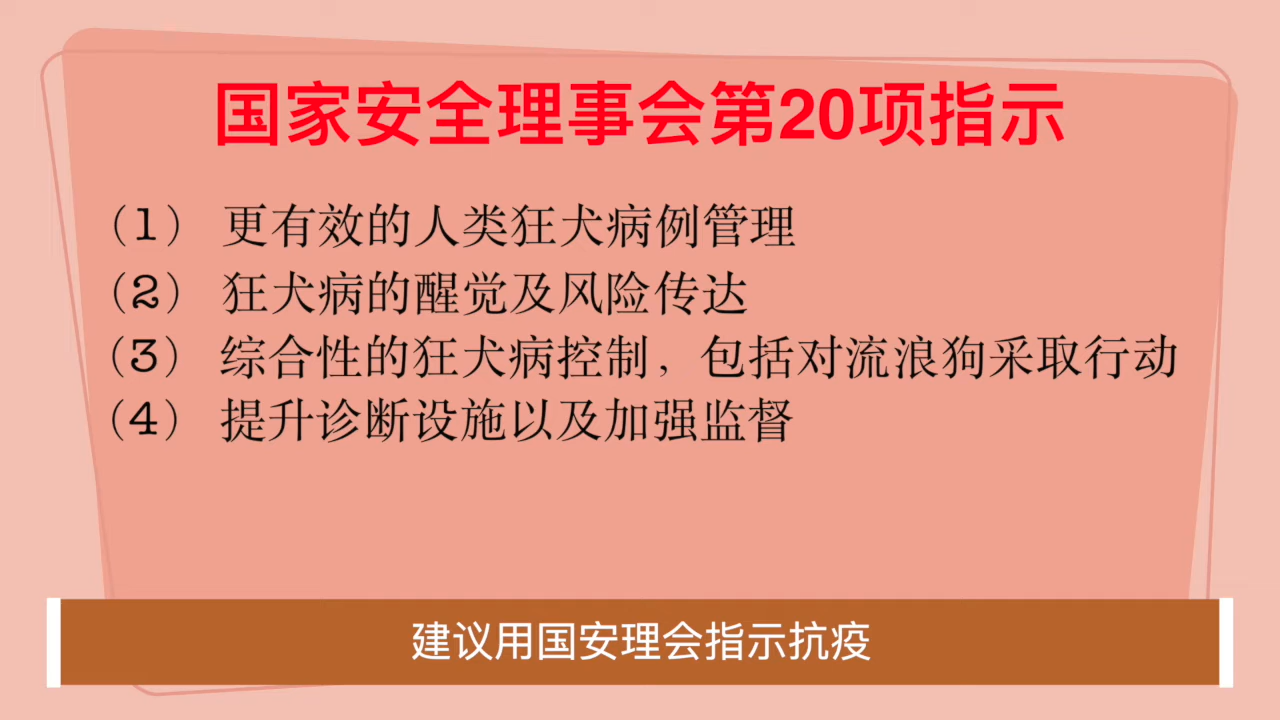 国家安全理事会第20项指示
（1） 更有效的人类狂犬病例管理
（2） 狂犬病的醒觉及风险传达
（3） 综合性的狂犬病控制，包括对流浪狗采取行动
（4） 提升诊断设施以及加强监督
建议用国安理会指示抗疫